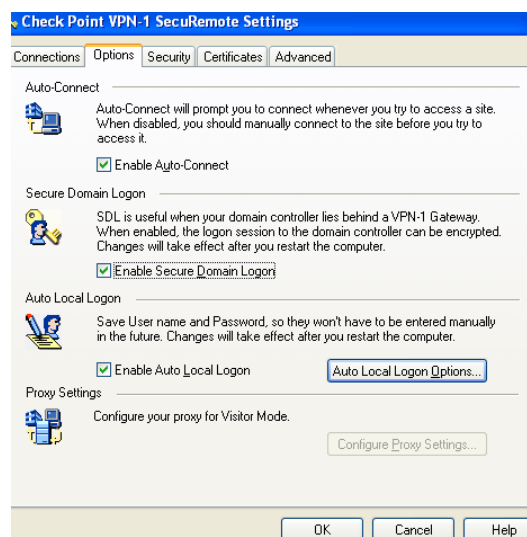 Check Point VPN-1 SecuRemote Settings
Connections Options Security Certificates Advanced
Auto-Connect
Auto-Connect will prompt you to connect whenever you try to access a site.
When disabled, you should manually connect to the site before you try to
access it.
Enable Auto-Connect
Secure Domain Logon
SDL is useful when your domain controller lies behind a VPN-1 Gateway.
When enabled, the logon session to the domain controller can be encrypted.
Changes will take effect after you restart the computer.
Enable Secure Domain Logon
Auto Local Logon
Save User name and Password, so they won't have to be entered manually
in the future. Changes will take effect after you restart the computer.
Enable Auto Local Logon Auto Local Logon Options...
Proxy Settings
Configure your proxy for Visitor Mode.
Configure Proxy Settings...
OK Cancel Help